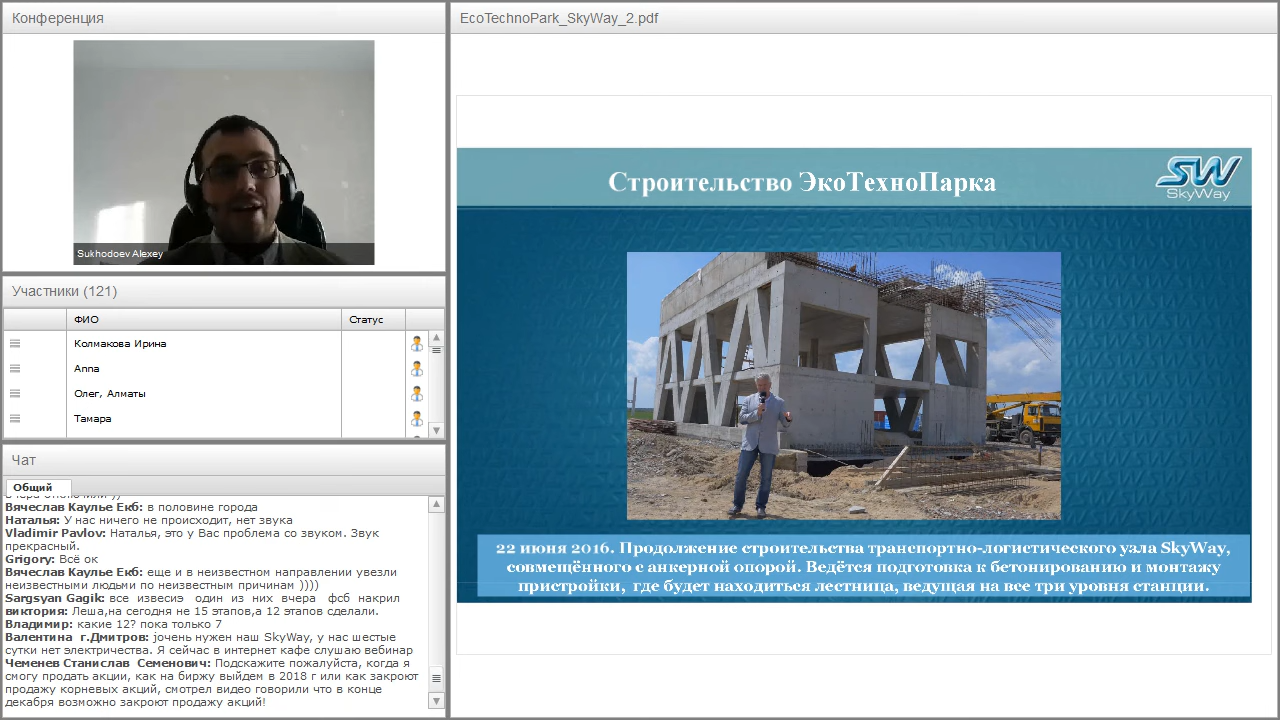 Конференция
Sukhodoev Alexey
Участники (121)
ФИО Статус
Колмакова Ирина
Anna
Олег, Алматы
Тамара
Чат
Общий
Вячеслав Каулье Екб: в половине города
Наталья: У нас ничего не происходит, нет звука
Vladimir Pavlov: Наталья, это у Вас проблема со звуком. Звук
прекрасный.
Grigory: Всё ок
Вячеслав Каулье Екб: еще и в неизвестном направлении увезли
неизвестными людьми по неизвестным причинам ))))
Sargsyan Gagik: все извесиэ один из них вчера фсб накрил
виктория: Леша,на сегодня не 15 этапов,а 12 этапов сделали.
Владимир: какие 12? пока только 7
Валентина г.Дмитров: jочень нужен наш SkyWay, у нас шестые
сутки нет электричества. Я сейчас в интернет кафе слушаю вебинар
Чеменев Станислав Семенович: Подскажите пожалуйста, когда я
смогу продать акции, как на биржу выйдем в 2018 г или как закроют
продажу корневых акций, смотрел видео говорили что в конце
декабря возможно закроют продажу акций!
EcoTechnoPark_SkyWay_2.pdf
Строительство ЭкоТехноПарка
SW
SkyWay
22 июня 2016. Продолжение строительства транспортно-логистического узла SkyWay,
совмещённого с анкерной опорой. Ведётся подготовка к бетонированию и монтажу
пристройки, где будет находиться лестница, ведущая на все три уровня станции.